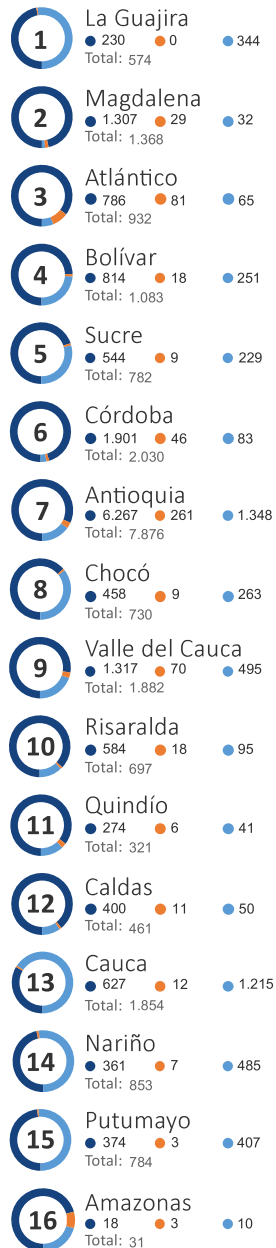 1
La Guajira
230 0 344
Total: 574
2
Magdalena
1.307 29 32
Total: 1.368
3
Atlántico
786 81 65
Total: 932
4
Bolívar
814 18 251
Total: 1.083
5
Sucre
544 9 229
Total: 782
6
Córdoba
1.901 46 83
Total: 2.030
7
Antioquia
6.267 261 1.348
Total: 7.876
8
Chocó
458 9 263
Total: 730
9
Valle del Cauca
1.317 70 495
Total: 1.882
10
Risaralda
584 18 95
Total: 697
11
Quindío
274 6 41
Total: 321
12
Caldas
400 11 50
Total: 461
13
Cauca
627 12 1.215
Total: 1.854
14
Nariño
361 7 485
Total: 853
15
Putumayo
374 3 407
Total: 784
16
Amazonas
18 3 10
Total: 31